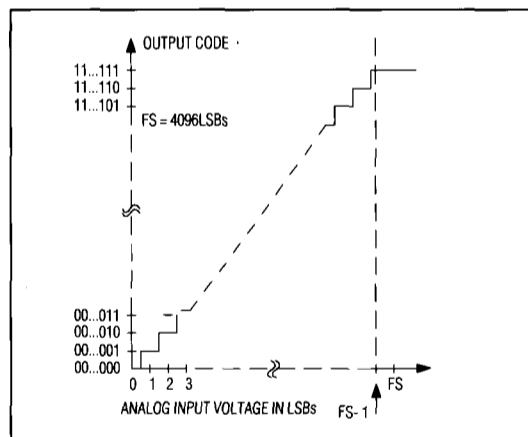 OUTPUT CODE
11...111
11...110
11...101
FS = 4096LSBs
00...011
00...010
00...001
00...000
0 1 2 3
FS
ANALOG INPUT VOLTAGE IN LSBs
FS-1